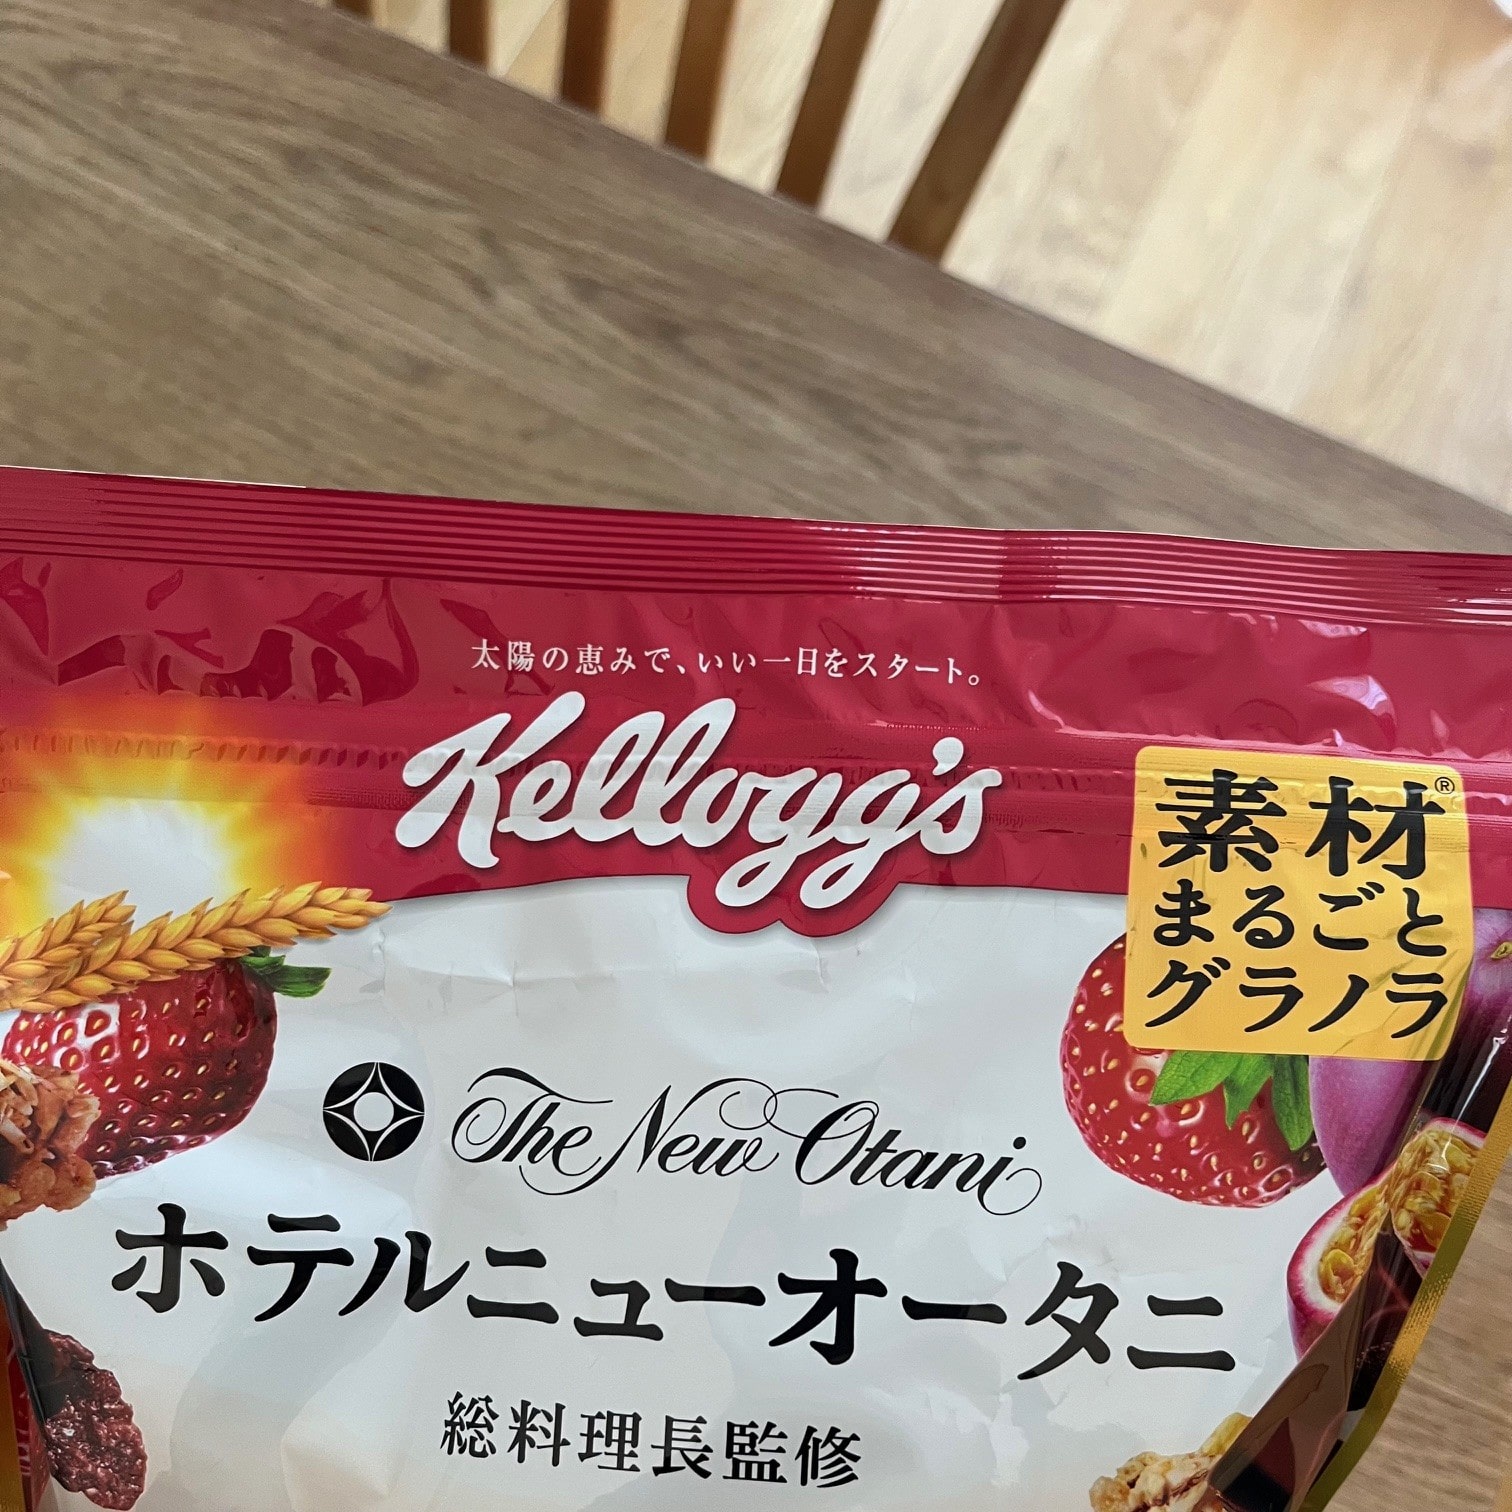 太陽の恵みで、いい一日をスタート。
Kellogg's
素材®
まるごと
グラノラ
The New Otani
ホテルニューオータニ
総料理長監修